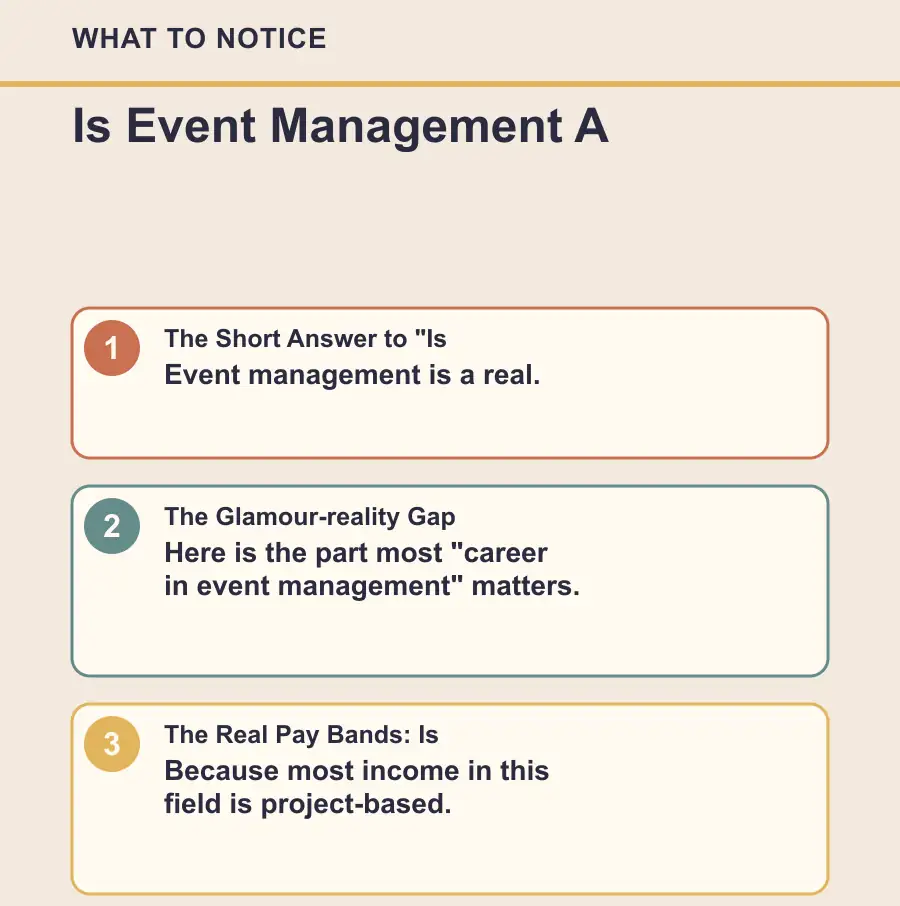 WHAT TO NOTICE
Is Event Management A
1
The Short Answer to "Is
Event management is a real.
2
The Glamour-reality Gap
Here is the part most "career
in event management" matters.
3
The Real Pay Bands: Is
Because most income in this
field is project-based.